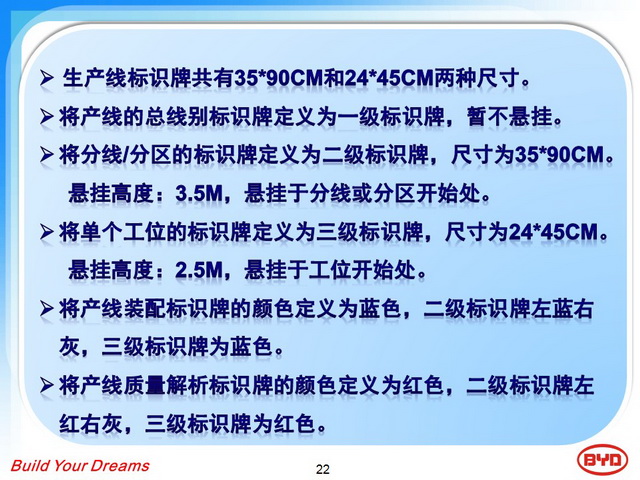 ➢ 生产线标识牌共有35*90CM和24*45CM两种尺寸。
➢ 将产线的总线别标识牌定义为一级标识牌，暂不悬挂。
➢ 将分线/分区的标识牌定义为二级标识牌，尺寸为35*90CM。
悬挂高度：3.5M，悬挂于分线或分区开始处。
➢ 将单个工位的标识牌定义为三级标识牌，尺寸为24*45CM。
悬挂高度：2.5M，悬挂于工位开始处。
➢ 将产线装配标识牌的颜色定义为蓝色，二级标识牌左蓝右
灰，三级标识牌为蓝色。
➢ 将产线质量解析标识牌的颜色定义为红色，二级标识牌左
红右灰，三级标识牌为红色。
Build Your Dreams
22
BYD